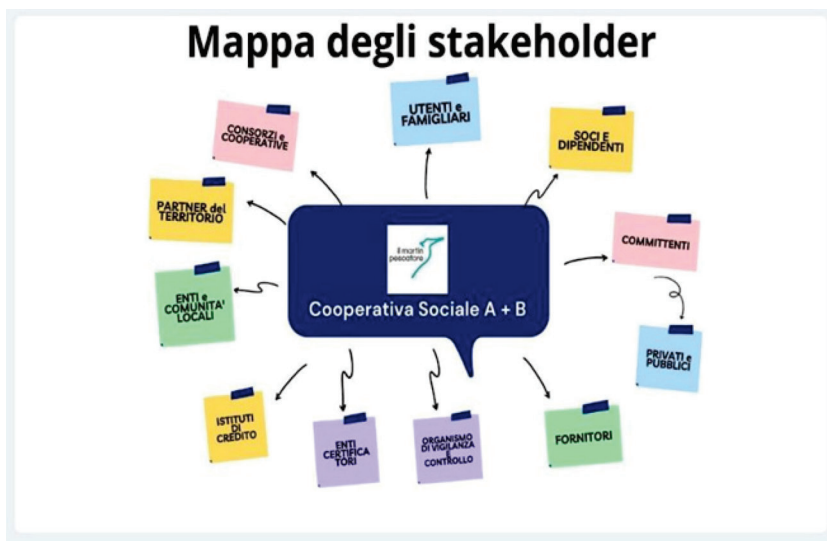 Mappa degli stakeholder
UTENTI e
FAMIGLIARI
CONSORZI e
COOPERATIVE
SOCI E
DIPENDENTI
PARTNER del
TERRITORIO
COMMITTENTI
il martin
pescatore
ENTI e
COMUNITA'
LOCALI
Cooperativa Sociale A + B
PRIVATI e
PUBBLICI
ISTITUTI
DI
CREDITO
ENTI
CERTIFICA
TORI
ORGANISMO
DI VIGILANZA
E
CONTROLLO
FORNITORI